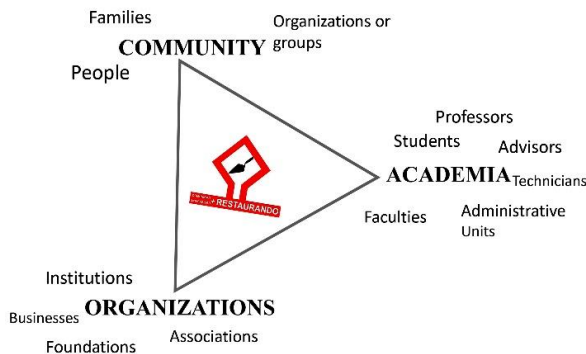 Families
Organizations or
groups
COMMUNITY
People
Professors
Students
Advisors
ACADEMIA
Technicians
Faculties
Administrative
Units
RESTAURANDO
Institutions
Businesses
ORGANIZATIONS
Foundations
Associations